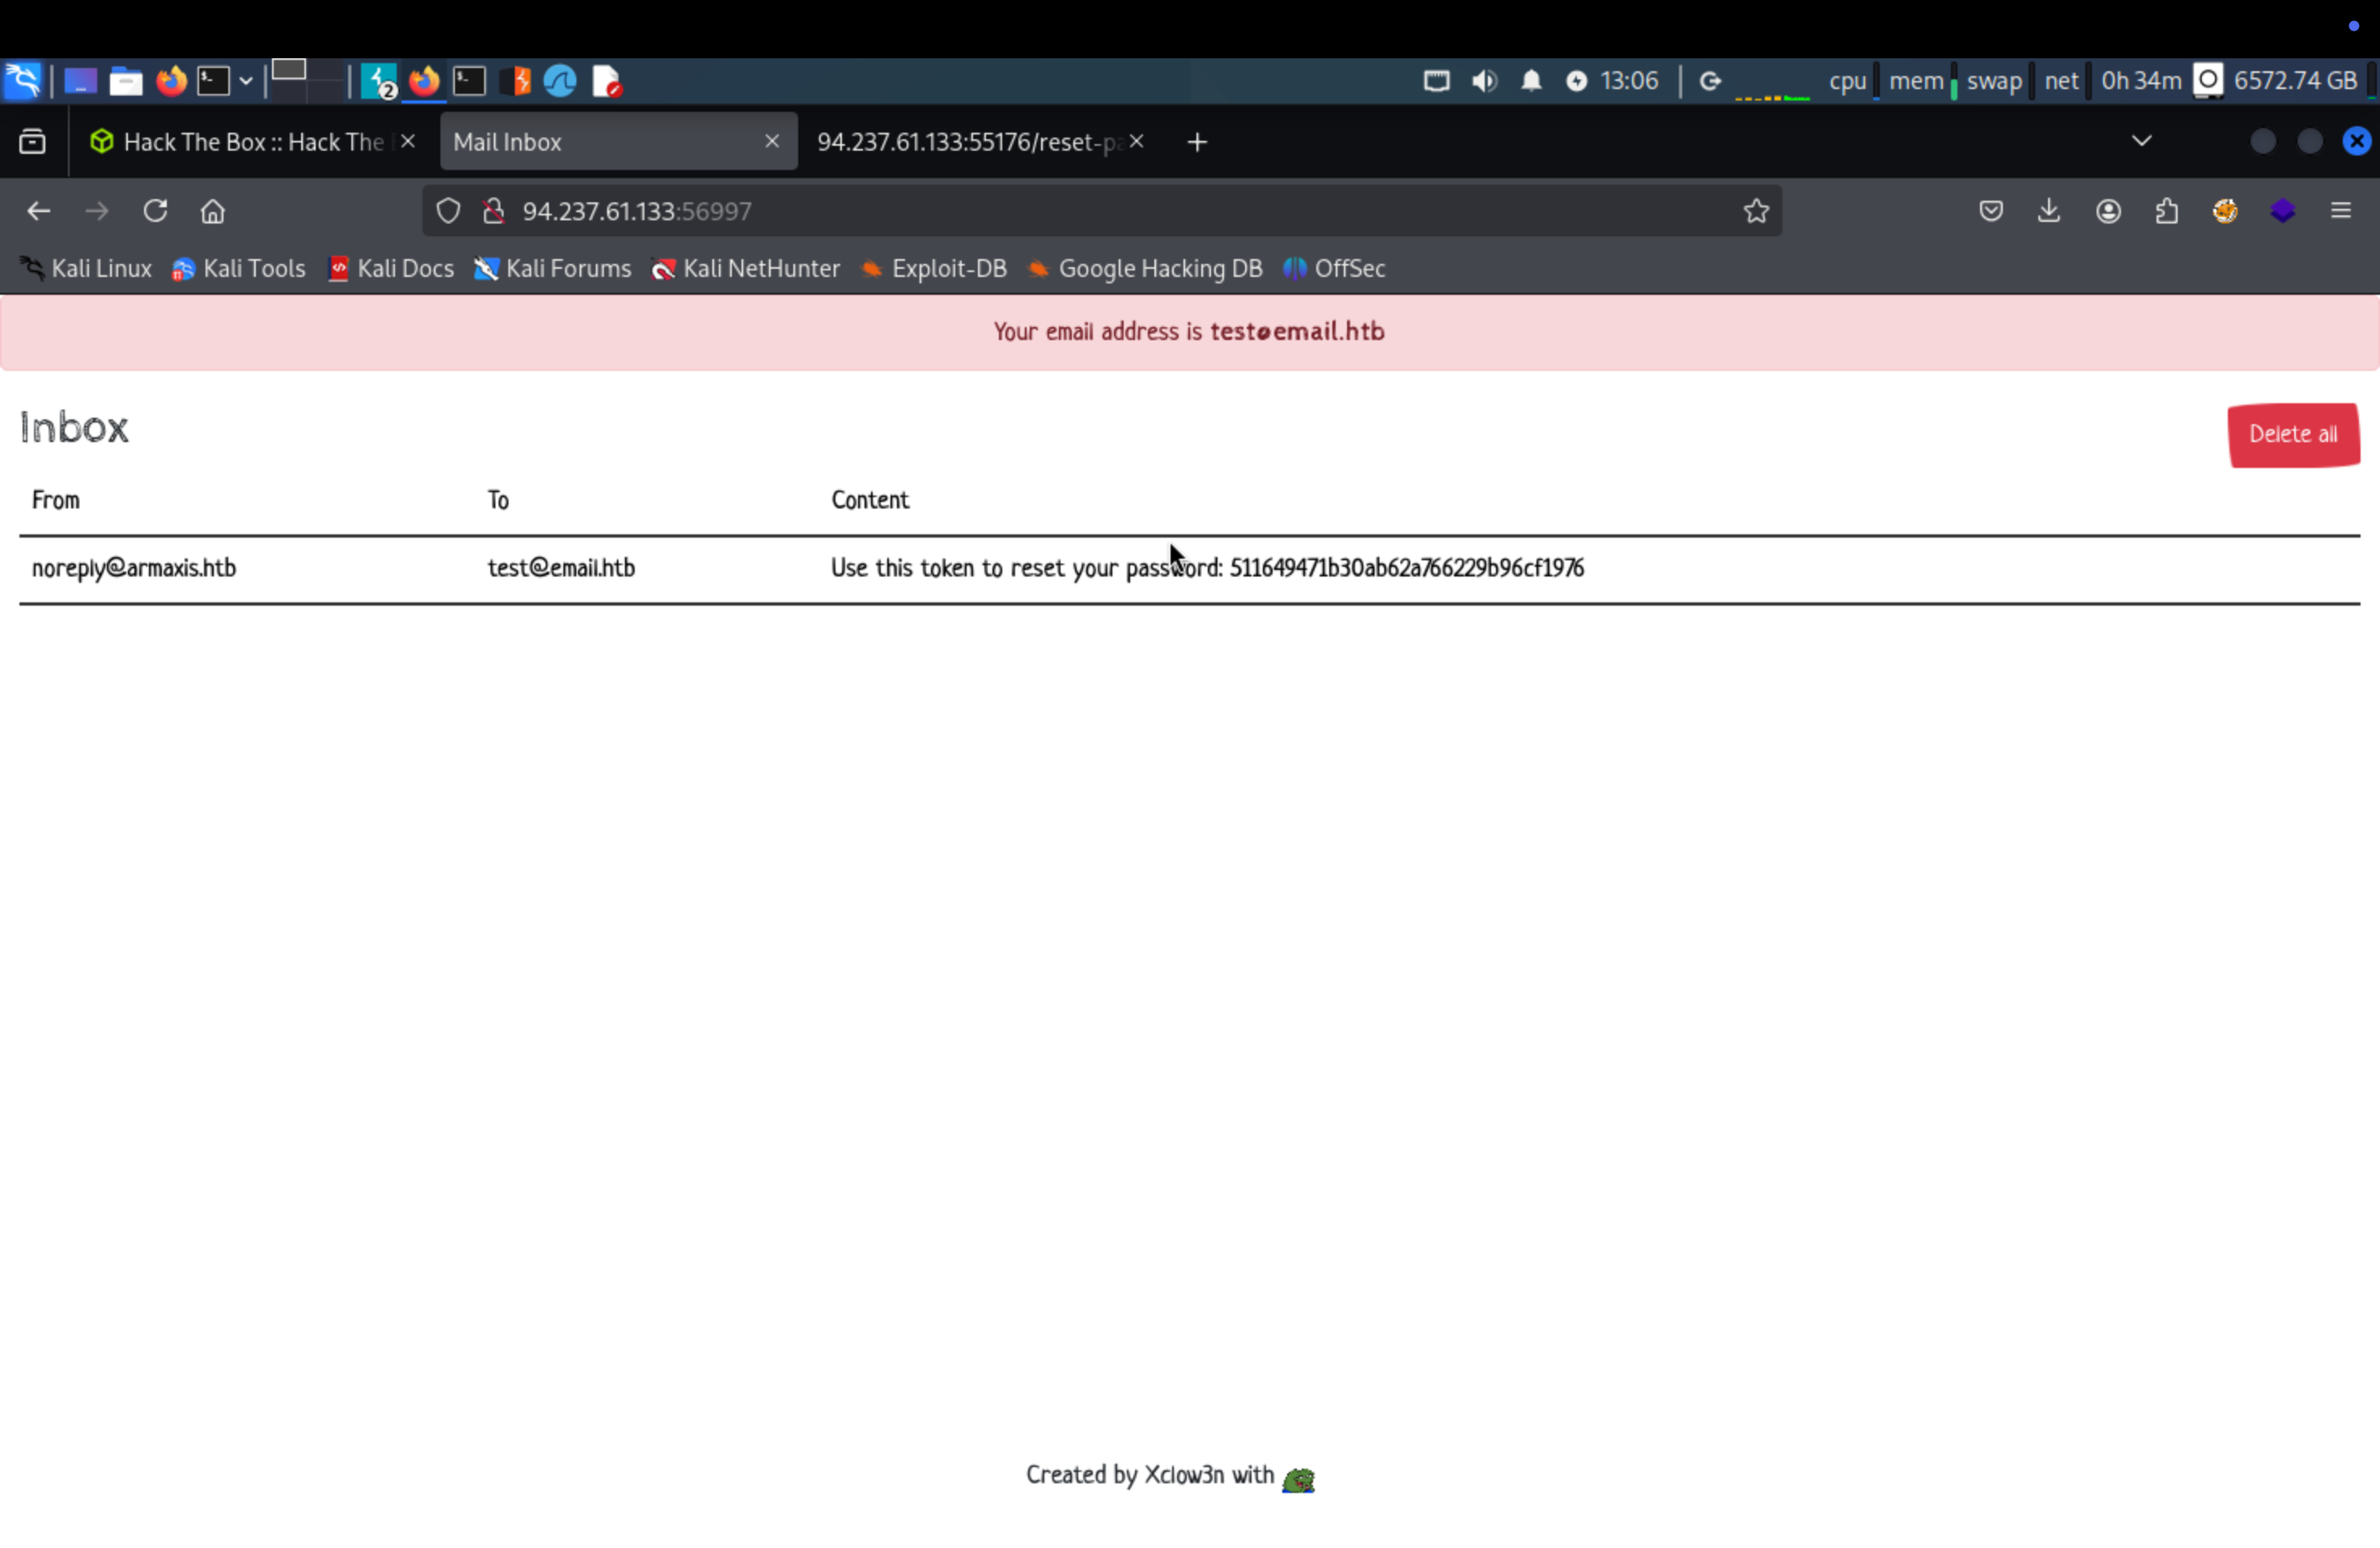 2
13:06
cpu mem swap net 0h 34m 6572.74 GB
Hack The Box :: Hack The
Mail Inbox
94.237.61.133:55176/reset-pa
94.237.61.133:56997
Kali Linux Kali Tools Kali Docs Kali Forums Kali NetHunter Exploit-DB Google Hacking DB OffSec
Your email address is test@email.htb
Inbox
Delete all
From To Content
noreply@armaxis.htb test@email.htb Use this token to reset your password: 511649471b30ab62a766229b96cf1976
Created by Xclow3n with